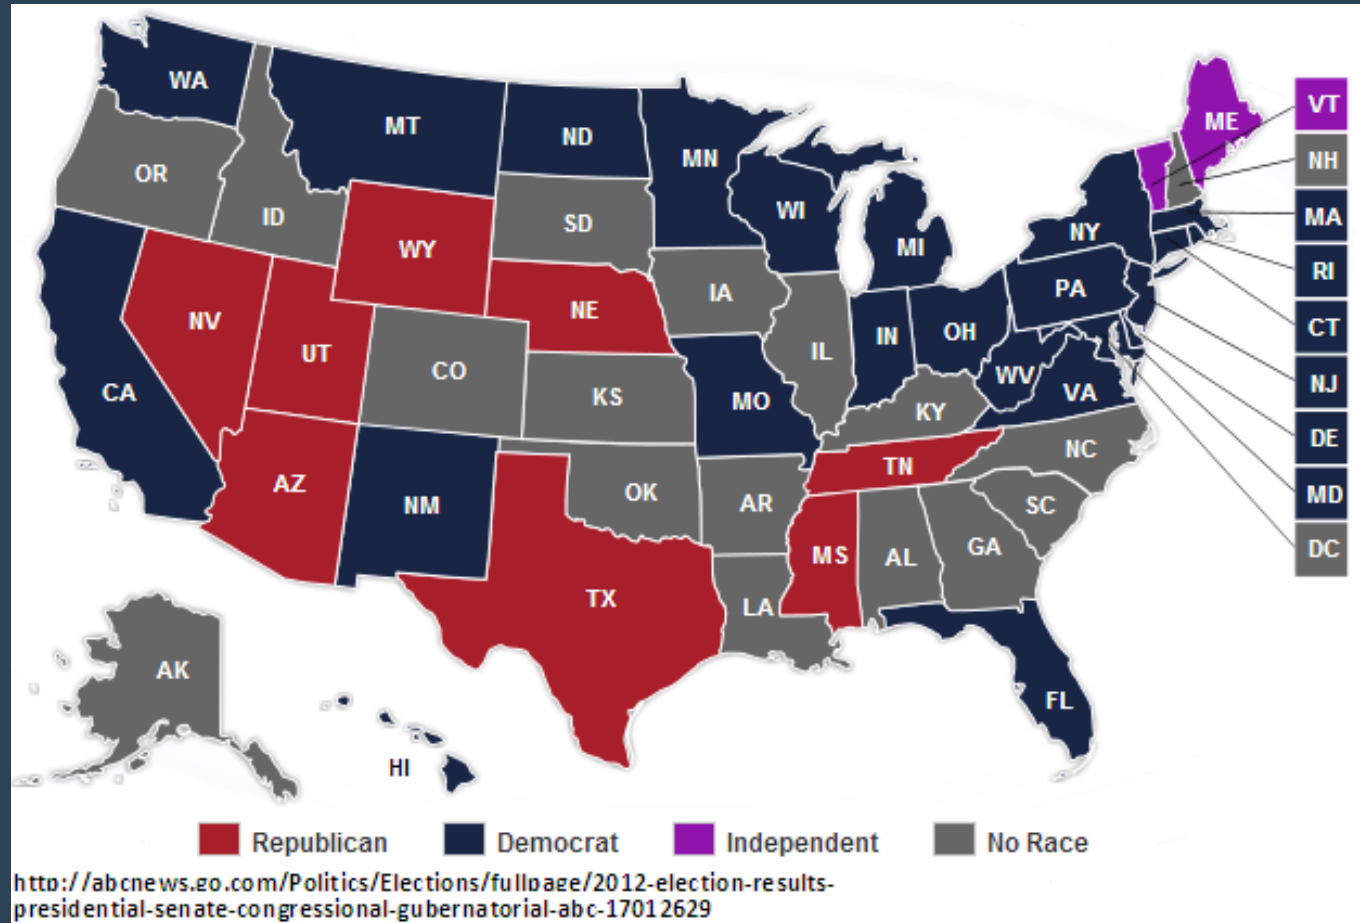 WA
MT
ND
MN
OR
ID
SD
WI
WY
MI
NY
ME
VT
NH
MA
RI
CT
NJ
DE
MD
DC
NV
UT
NE
IA
PA
IL
IN
OH
CA
CO
KS
MO
WV
VA
KY
AZ
NM
OK
AR
TN
NC
SC
TX
LA
MS
AL
GA
AK
HI
FL
Republican Democrat Independent No Race
http://abcnews.go.com/Politics/Elections/fullpage/2012-election-results-
presidential-senate-congressional-gubernatorial-abc-17012629